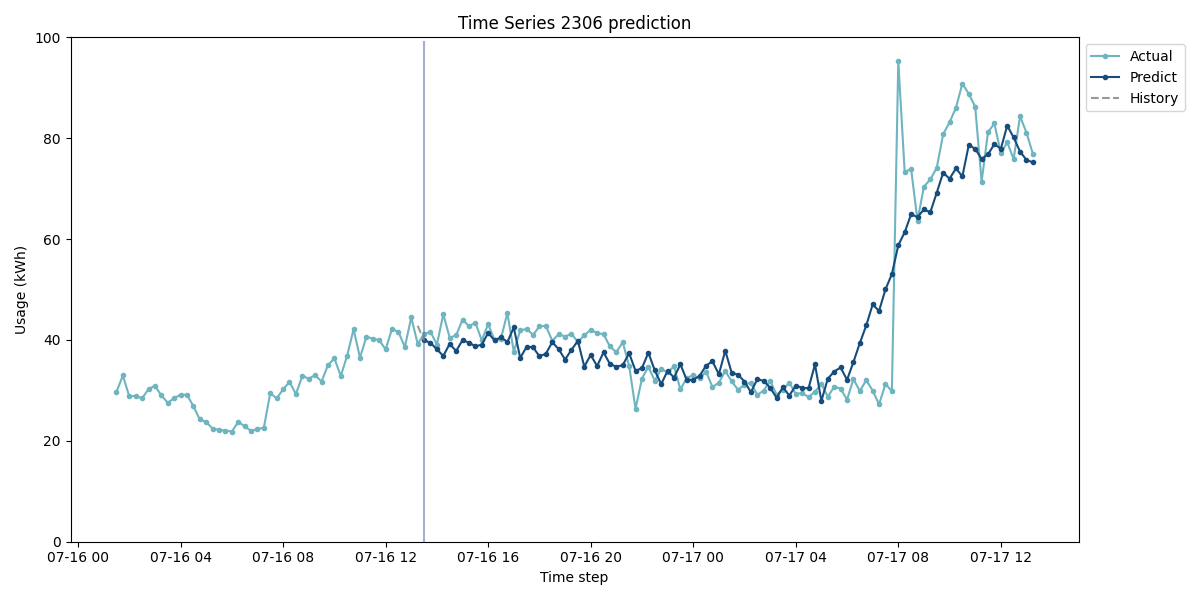 Time Series 2306 prediction
100
80
60
40
20
0
Usage (kWh)
07-16 00
07-16 04
07-16 08
07-16 12
07-16 16
07-16 20
07-17 00
07-17 04
07-17 08
07-17 12
Time step
Actual
Predict
History